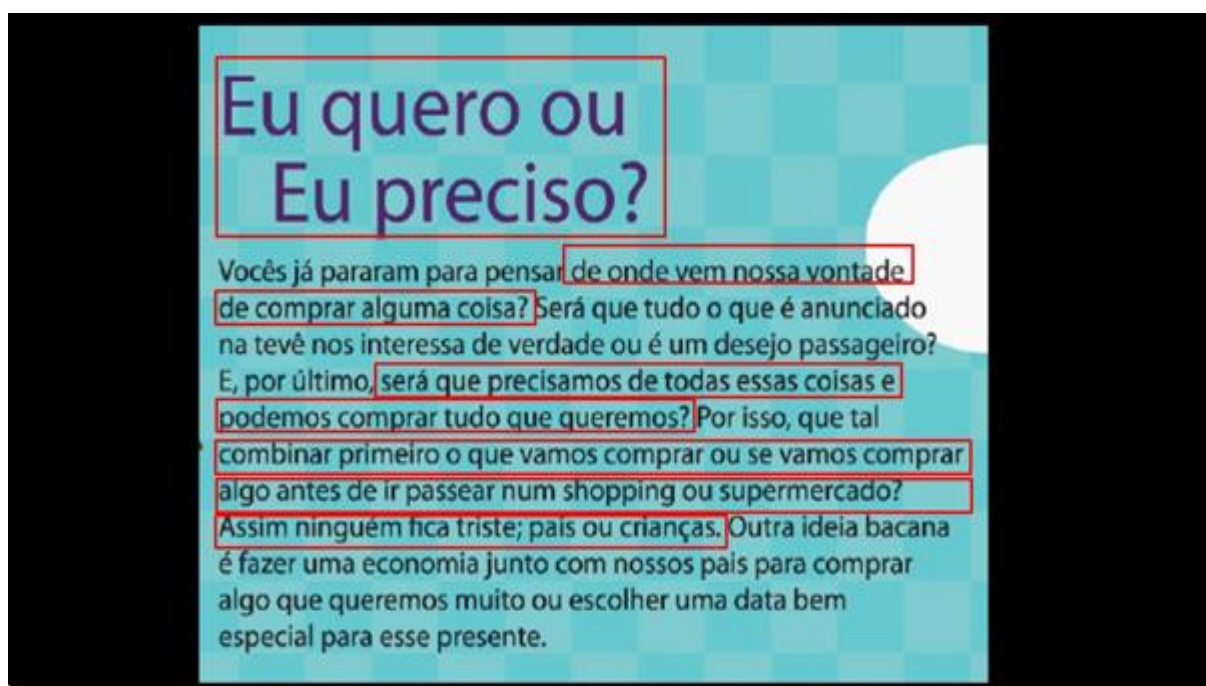 Eu quero ou
Eu preciso?
Vocês já pararam para pensar de onde vem nossa vontade
de comprar alguma coisa? Será que tudo o que é anunciado
na tevê nos interessa de verdade ou é um desejo passageiro?
E, por último, será que precisamos de todas essas coisas e
podemos comprar tudo que queremos? Por isso, que tal
combinar primeiro o que vamos comprar ou se vamos comprar
algo antes de ir passear num shopping ou supermercado?
Assim ninguém fica triste; pais ou crianças. Outra ideia bacana
é fazer uma economia junto com nossos pais para comprar
algo que queremos muito ou escolher uma data bem
especial para esse presente.